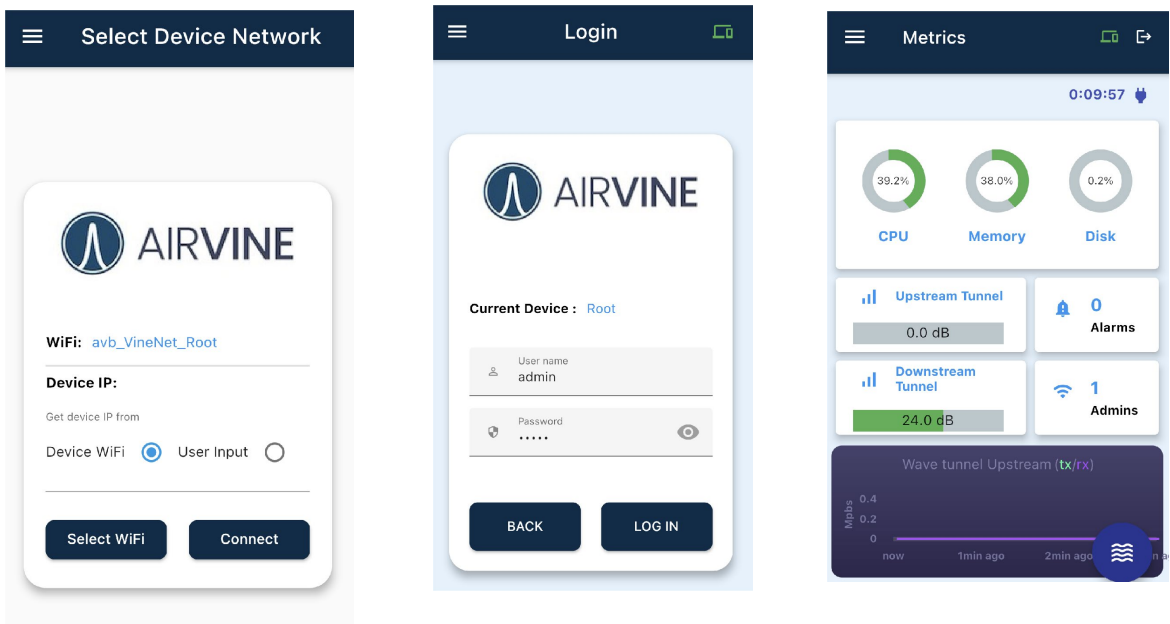 Select Device Network
AIRVINE
WiFi: avb_VineNet_Root
Device IP:
Get device IP from
Device WiFi User Input
Select WiFi Connect
Login
AIRVINE
Current Device : Root
User name
admin
Password
•••••
BACK LOG IN
Metrics
0:09:57
39.2% 38.0% 0.2%
CPU Memory Disk
Upstream Tunnel
0.0 dB
0
Alarms
Downstream
Tunnel
24.0 dB
1
Admins
Wave tunnel Upstream (tx/rx)
Mpbs
0.4
0.2
0
now 1min ago 2min ago